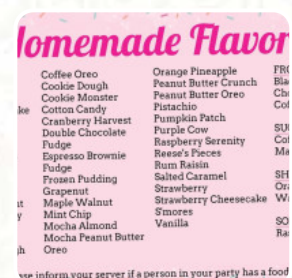 Homemade Flavor
Coffee Oreo
Cookie Dough
Cookie Monster
Cotton Candy
Cranberry Harvest
Double Chocolate
Fudge
Espresso Brownie
Fudge
Frozen Pudding
Grapenut
Maple Walnut
Mint Chip
Mocha Almond
Mocha Peanut Butter
Oreo
Orange Pineapple
Peanut Butter Crunch
Peanut Butter Oreo
Pistachio
Pumpkin Patch
Purple Cow
Raspberry Serenity
Reese's Pieces
Rum Raisin
Salted Caramel
Strawberry
Strawberry Cheesecake
S'mores
Vanilla
inform your server if a person in your party has a food